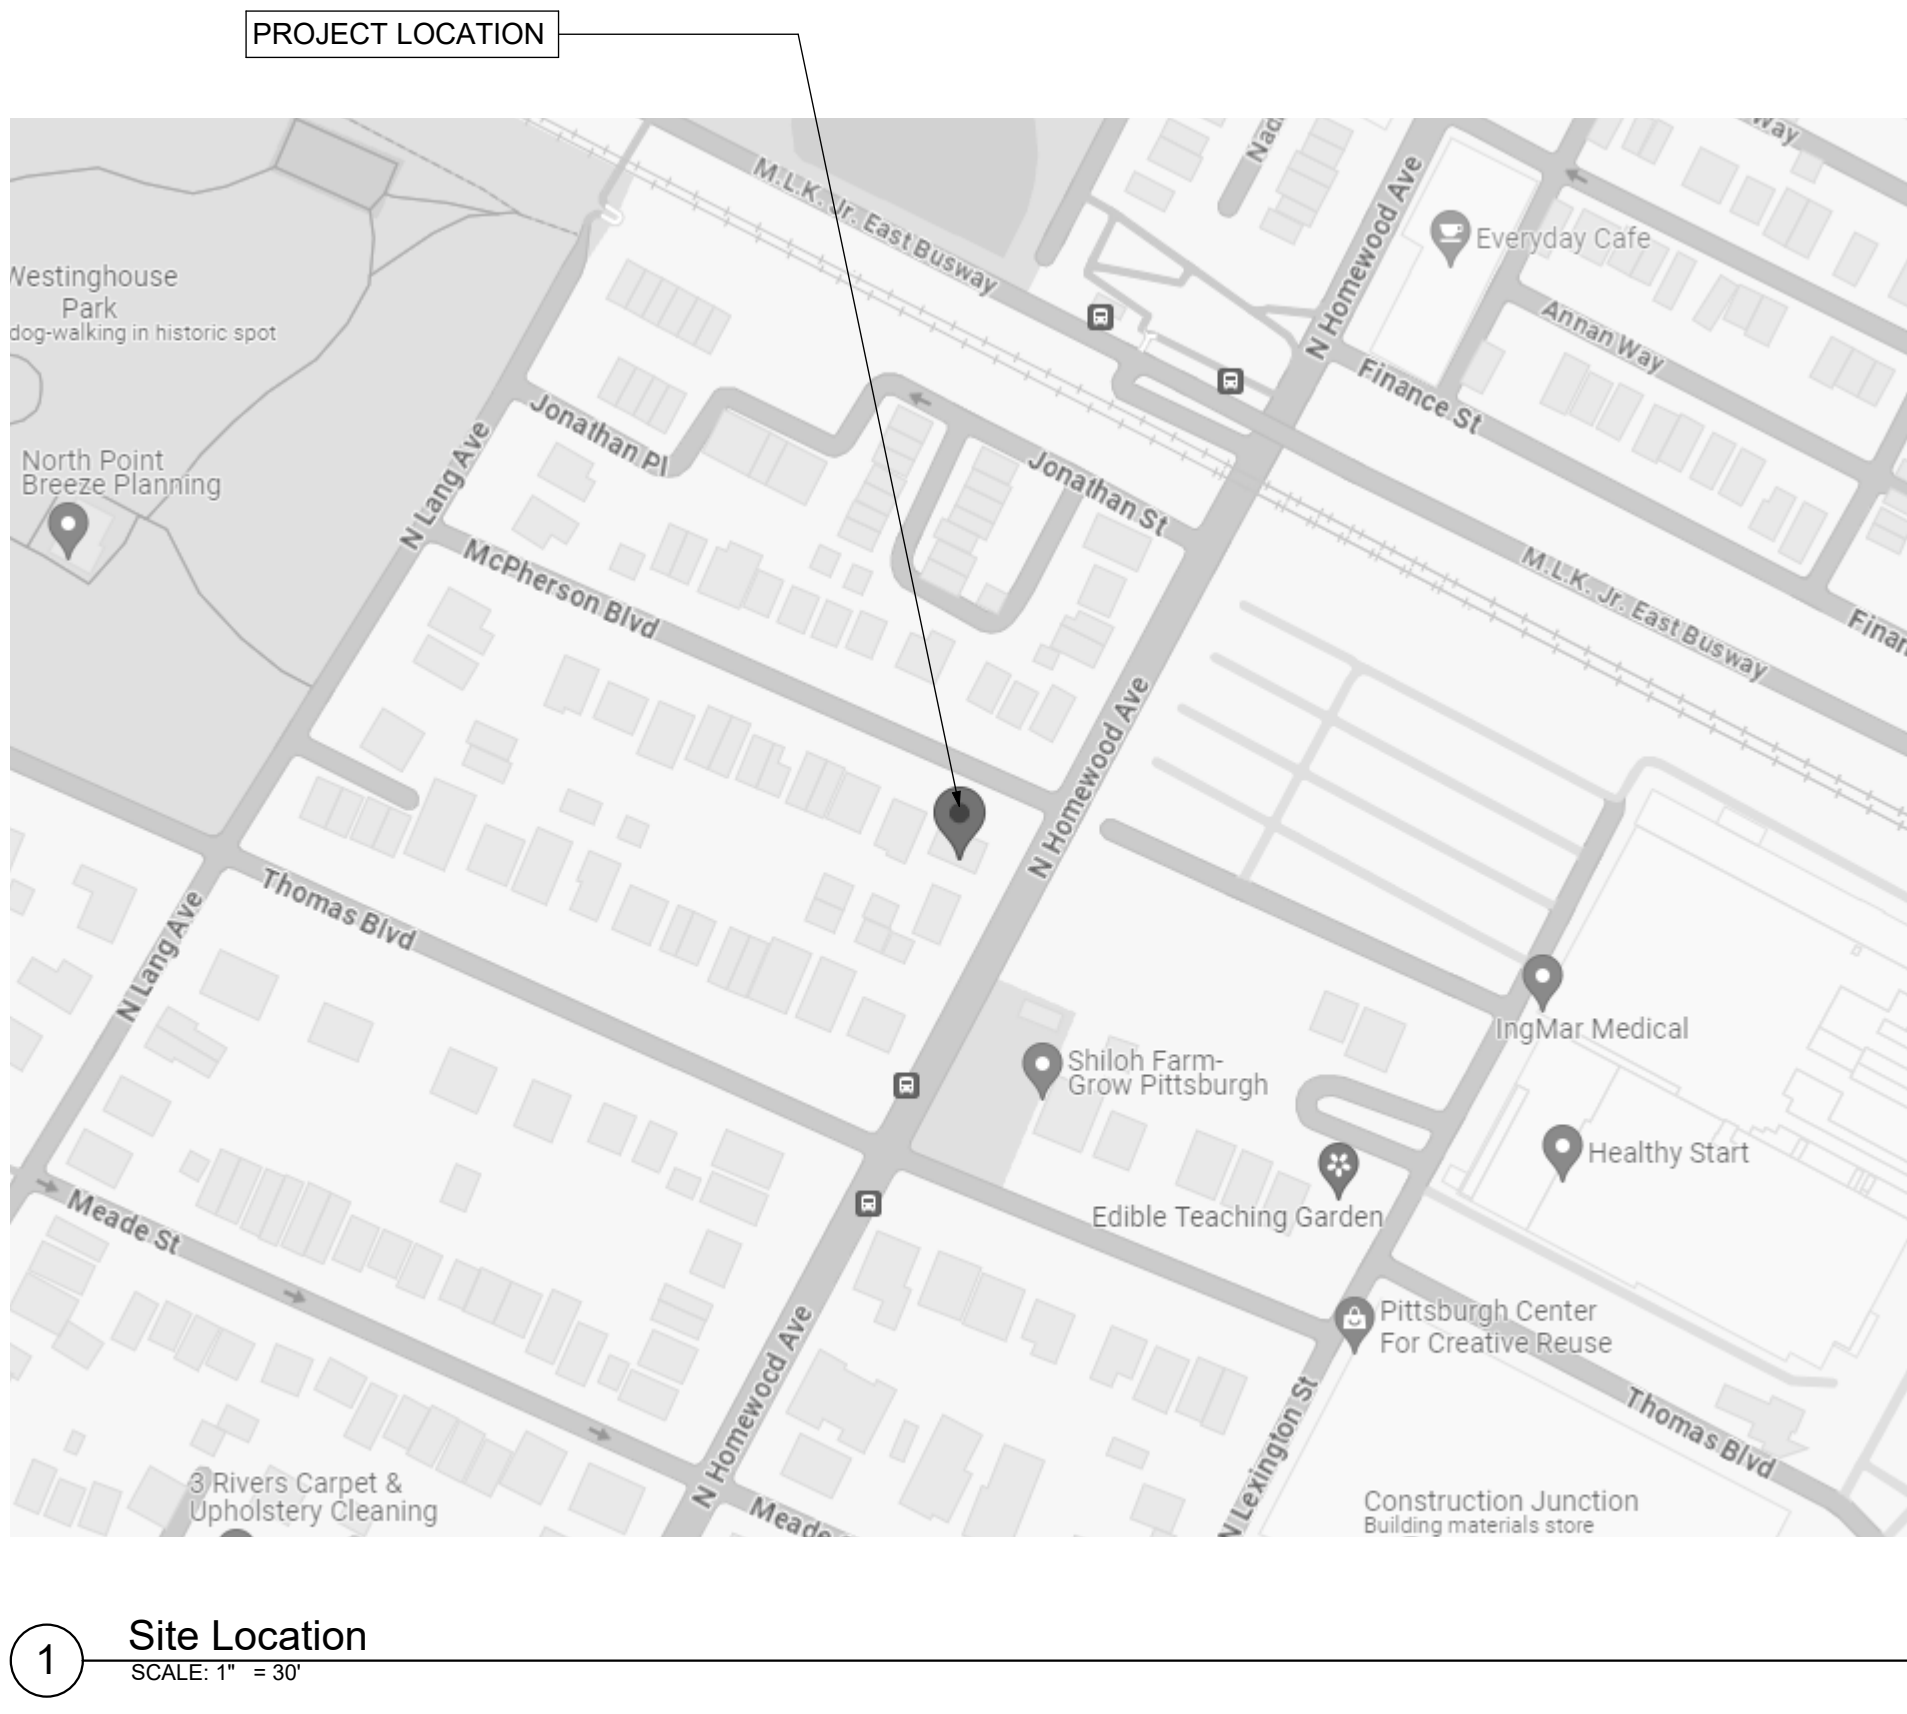 PROJECT LOCATION
M.L.K. Jr. East Busway
N Homewood Ave
Everyday Cafe
Westinghouse
Park
dog-walking in historic spot
Annan Way
Finance St
Jonathan Pl
N Lang Ave
North Point
Breeze Planning
Jonathan St
McPherson Blvd
M.L.K. Jr. East Busway
N Homewood Ave
Thomas Blvd
N Lang Ave
IngMar Medical
Shiloh Farm-
Grow Pittsburgh
Healthy Start
Edible Teaching Garden
Meade St
Pittsburgh Center
For Creative Reuse
N Homewood Ave
N Lexington St
Thomas Blvd
3 Rivers Carpet &
Upholstery Cleaning
Meade
Construction Junction
Building materials store
1
Site Location
SCALE: 1" = 30'